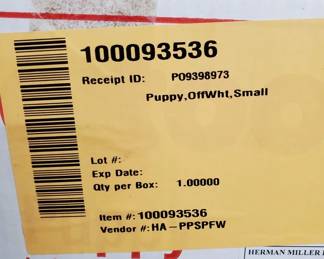 100093536
Receipt ID: P09398973
Puppy,OffWht,Small
Lot #:
Exp Date:
Qty per Box: 1.00000
Item #: 100093536
Vendor #: HA - PPSPFW
HERMAN MILLER